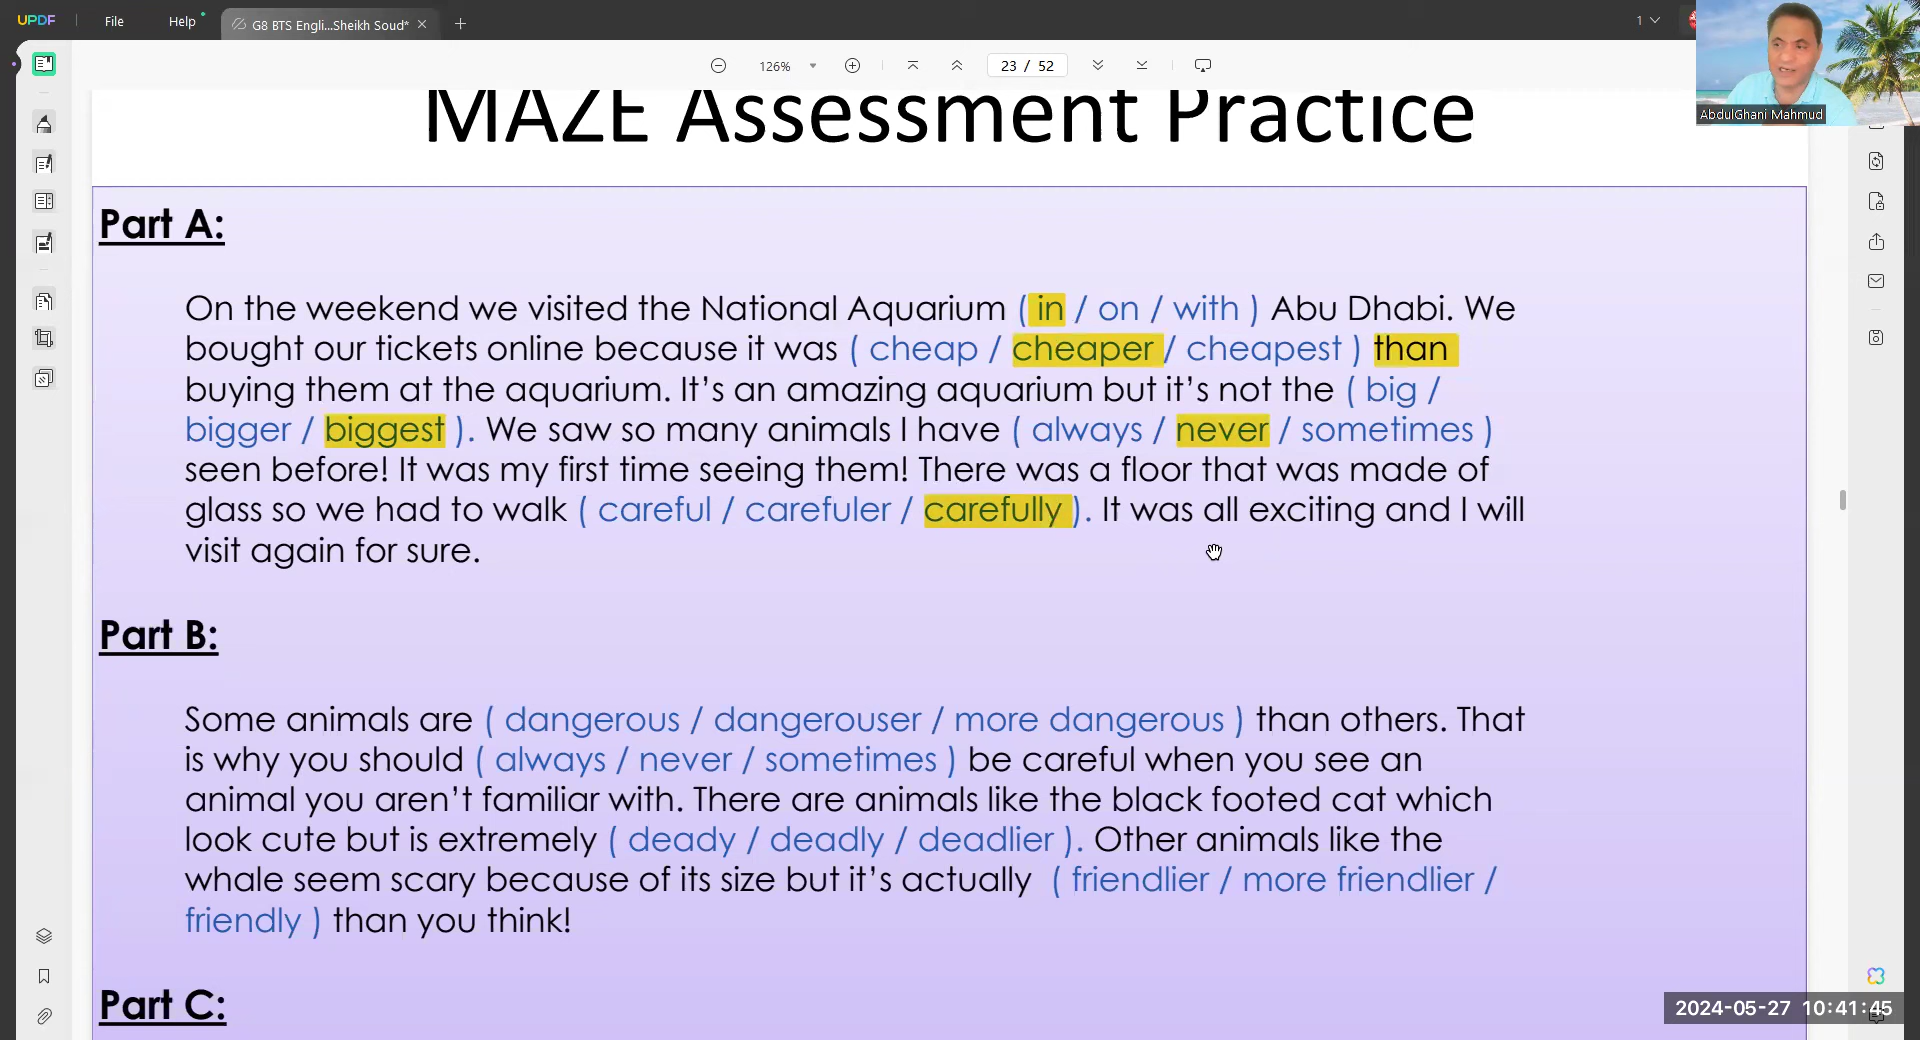 UPDF File Help G8 BTS Engli...Sheikh Soud* 1
126% 23 / 52
AbdulGhani Mahmud
MAZE Assessment Practice
Part A:
On the weekend we visited the National Aquarium ( in / on / with ) Abu Dhabi. We
bought our tickets online because it was ( cheap / cheaper / cheapest ) than
buying them at the aquarium. It’s an amazing aquarium but it’s not the ( big /
bigger / biggest ). We saw so many animals I have ( always / never / sometimes )
seen before! It was my first time seeing them! There was a floor that was made of
glass so we had to walk ( careful / carefuler / carefully ). It was all exciting and I will
visit again for sure.
Part B:
Some animals are ( dangerous / dangerouser / more dangerous ) than others. That
is why you should ( always / never / sometimes ) be careful when you see an
animal you aren’t familiar with. There are animals like the black footed cat which
look cute but is extremely ( deady / deadly / deadlier ). Other animals like the
whale seem scary because of its size but it’s actually ( friendlier / more friendlier /
friendly ) than you think!
Part C:
2024-05-27 10:41:45